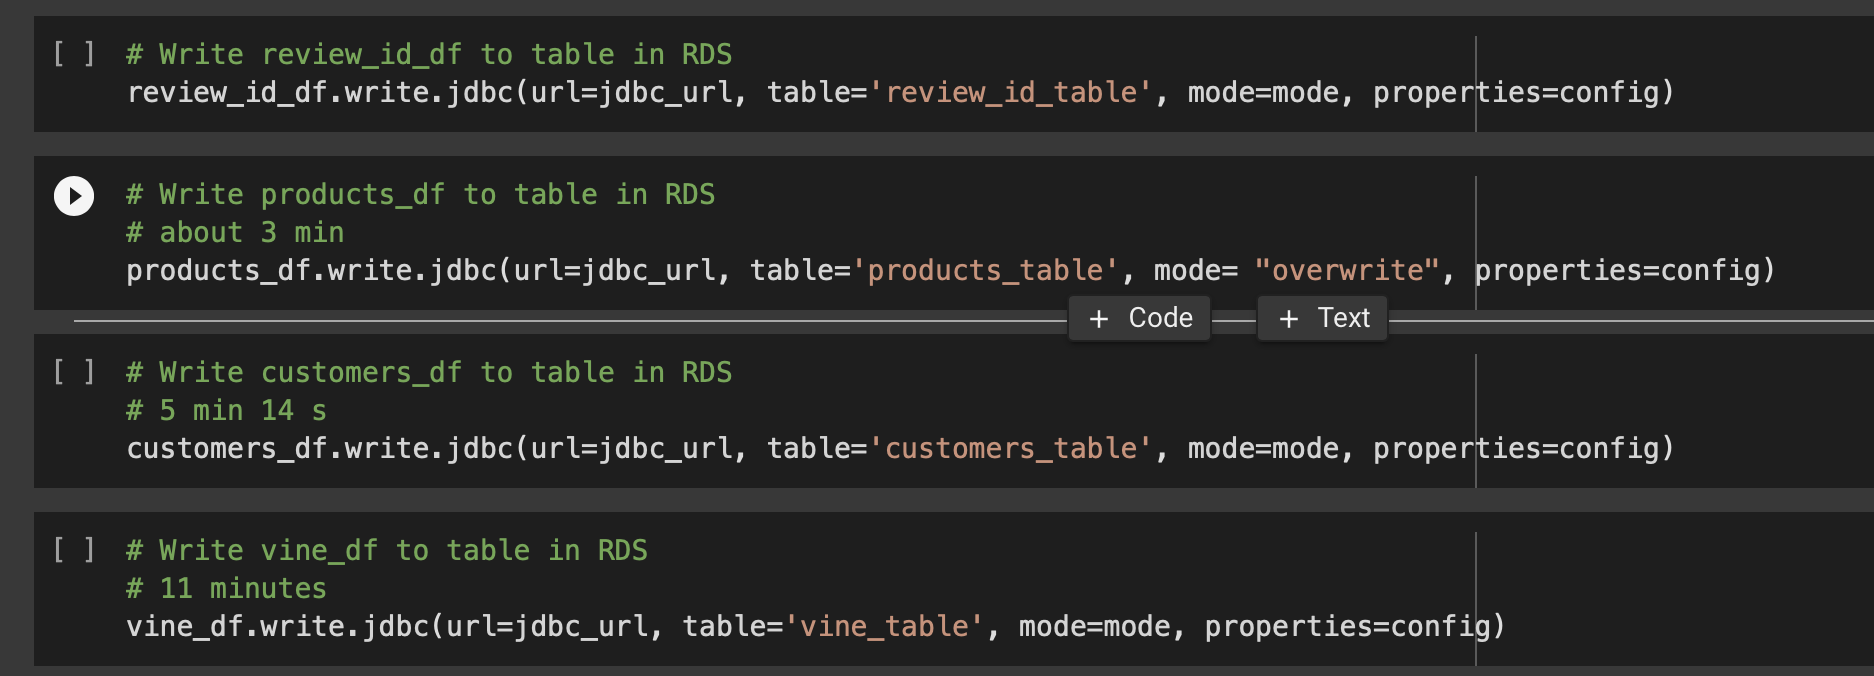 [ ] # Write review_id_df to table in RDS
review_id_df.write.jdbc(url=jdbc_url, table='review_id_table', mode=mode, properties=config)
# Write products_df to table in RDS
# about 3 min
products_df.write.jdbc(url=jdbc_url, table='products_table', mode= "overwrite", properties=config)
+ Code + Text
[ ] # Write customers_df to table in RDS
# 5 min 14 s
customers_df.write.jdbc(url=jdbc_url, table='customers_table', mode=mode, properties=config)
[ ] # Write vine_df to table in RDS
# 11 minutes
vine_df.write.jdbc(url=jdbc_url, table='vine_table', mode=mode, properties=config)